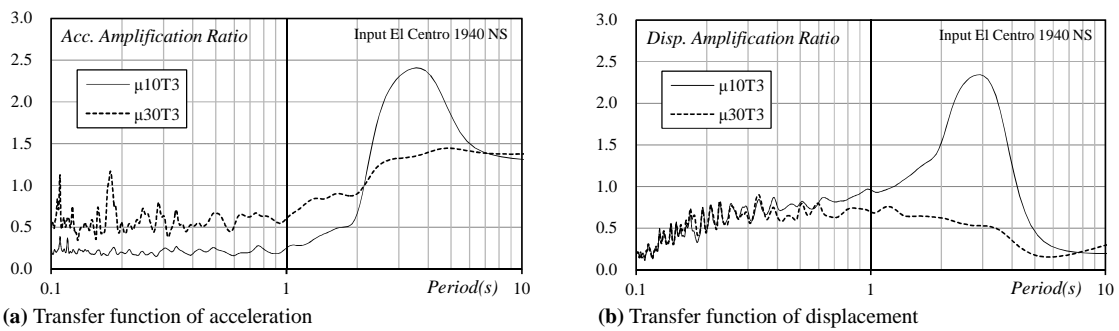 3.0
2.5
2.0
1.5
1.0
0.5
0.0
Acc. Amplification Ratio
Input El Centro 1940 NS
μ10T3
μ30T3
0.1
1
Period(s)
10
(a) Transfer function of acceleration
3.0
2.5
2.0
1.5
1.0
0.5
0.0
Disp. Amplification Ratio
Input El Centro 1940 NS
μ10T3
μ30T3
0.1
1
Period(s)
10
(b) Transfer function of displacement